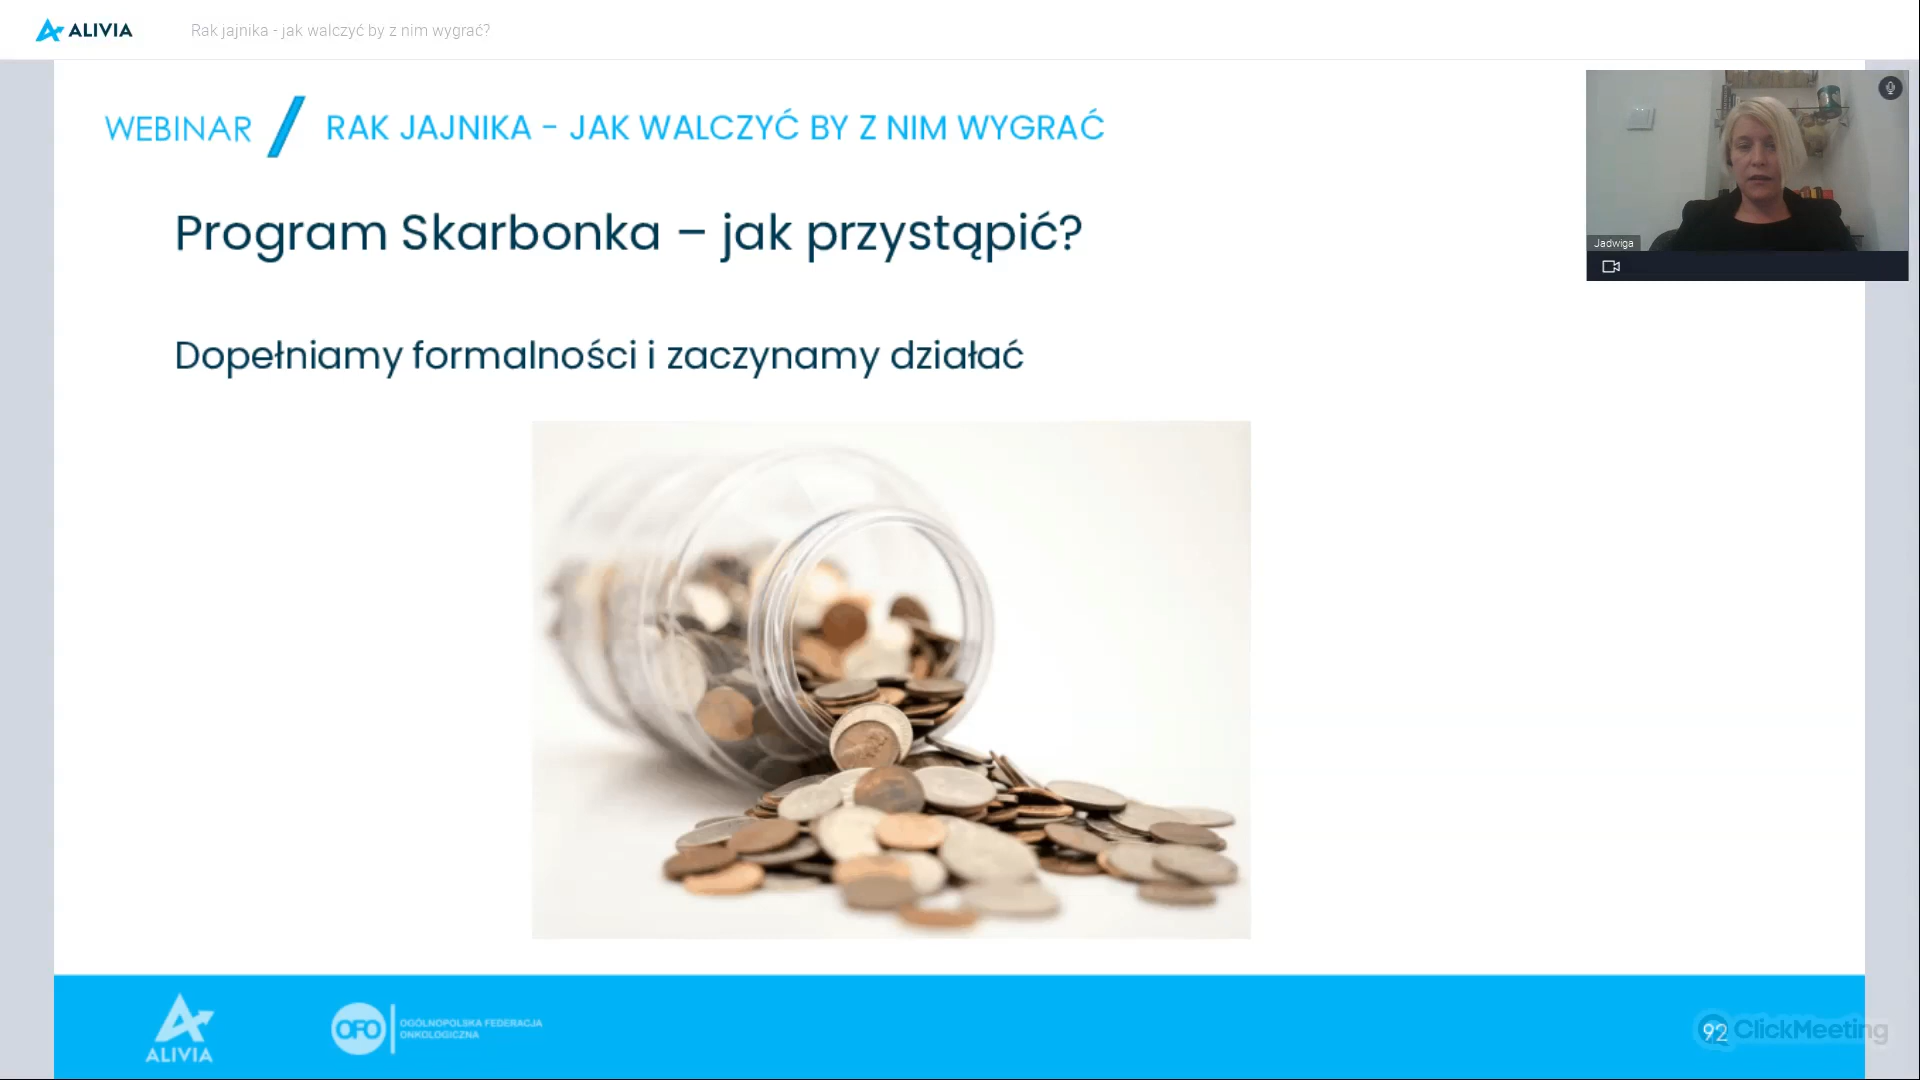 ALIVIA
Rak jajnika - jak walczyć by z nim wygrać?
WEBINAR / RAK JAJNIKA - JAK WALCZYĆ BY Z NIM WYGRAĆ
Program Skarbonka – jak przystąpić?
Dopełniamy formalności i zaczynamy działać
Jadwiga
ALIVIA
OFO
OGÓLNOPOLSKA FEDERACJA
ONKOLOGICZNA
92
ClickMeeting